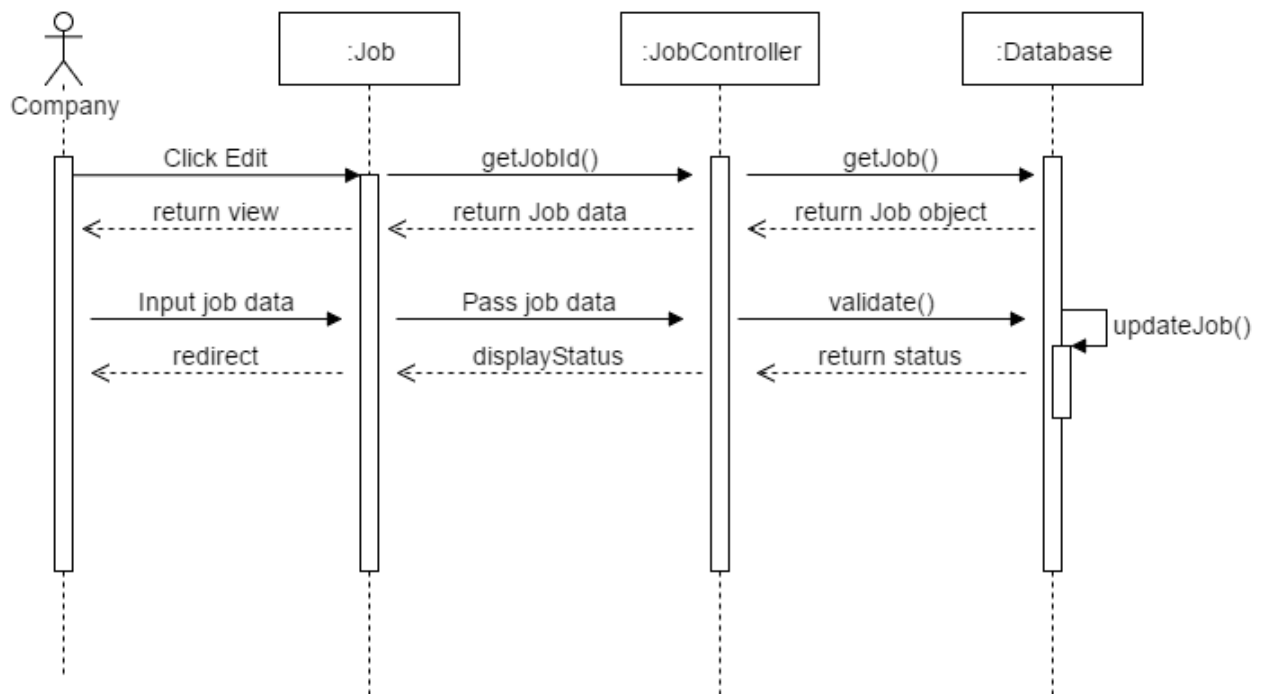 :Job
:JobController
:Database
Company
Click Edit
getJobId()
getJob()
return view
return Job data
return Job object
Input job data
Pass job data
validate()
updateJob()
redirect
displayStatus
return status